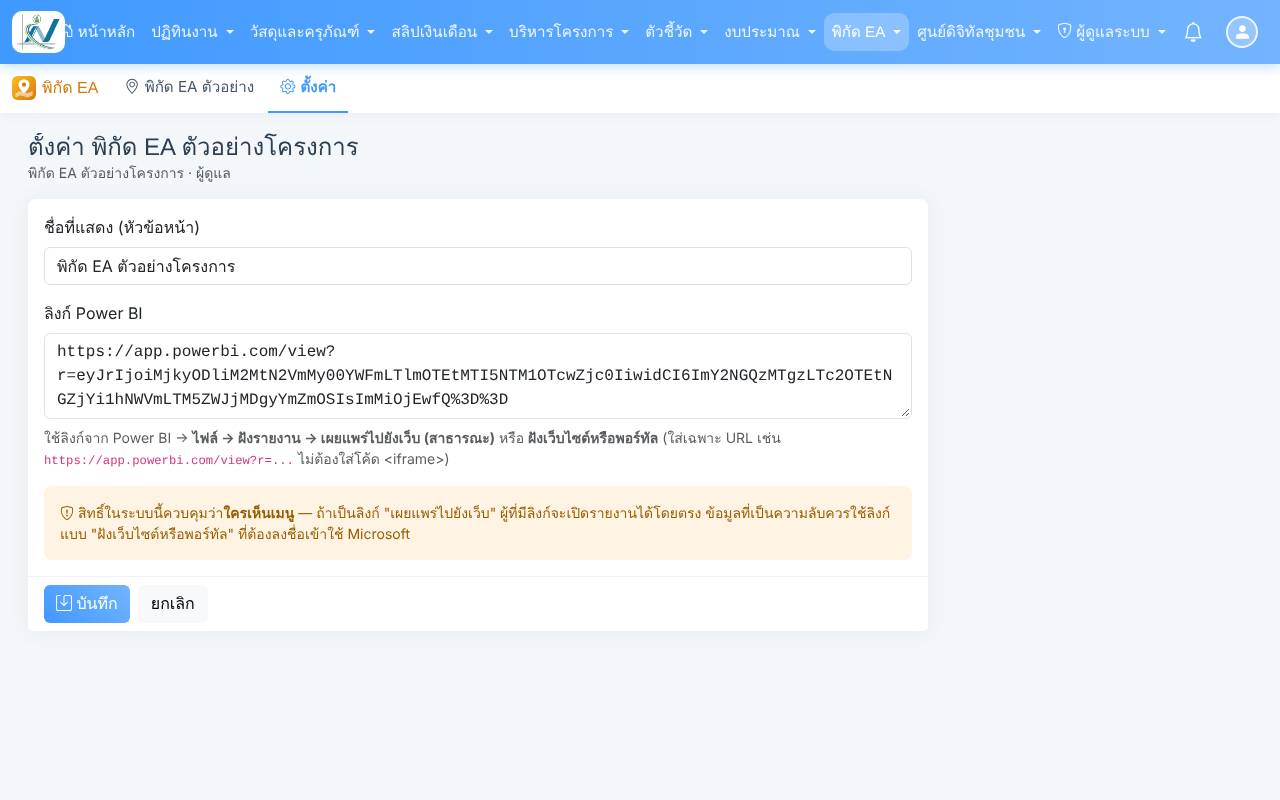 หน้าหลัก ปฏิทินงาน วัสดุและครุภัณฑ์ สลิปเงินเดือน บริหารโครงการ ตัวชี้วัด งบประมาณ พิกัด EA ศูนย์ดิจิทัลชุมชน ผู้ดูแลระบบ
พิกัด EA พิกัด EA ตัวอย่าง ตั้งค่า
ตั้งค่า พิกัด EA ตัวอย่างโครงการ
พิกัด EA ตัวอย่างโครงการ · ผู้ดูแล
ชื่อที่แสดง (หัวข้อหน้า)
พิกัด EA ตัวอย่างโครงการ
ลิงก์ Power BI
https://app.powerbi.com/view?
r=eyJrIjoiMjkyODliM2MtN2VmMy00YWFmLTlmOTEtMTI5NTM1OTcwZjc0IiwidCI6ImY2NGQzMTgzLTc2OTEtN
GZjYi1hNWVmLTM5ZWJjMDgyYmZmOSIsImMiOjEwfQ%3D%3D
ใช้ลิงก์จาก Power BI → ไฟล์ → ฝังรายงาน → เผยแพร่ไปยังเว็บ (สาธารณะ) หรือ ฝังเว็บไซต์หรือพอร์ทัล (ใส่เฉพาะ URL เช่น
https://app.powerbi.com/view?r=... ไม่ต้องใส่โค้ด <iframe>)
สิทธิ์ในระบบนี้ควบคุมว่าใครเห็นเมนู — ถ้าเป็นลิงก์ "เผยแพร่ไปยังเว็บ" ผู้ที่มีลิงก์จะเปิดรายงานได้โดยตรง ข้อมูลที่เป็นความลับควรใช้ลิงก์
แบบ "ฝังเว็บไซต์หรือพอร์ทัล" ที่ต้องลงชื่อเข้าใช้ Microsoft
บันทึก ยกเลิก